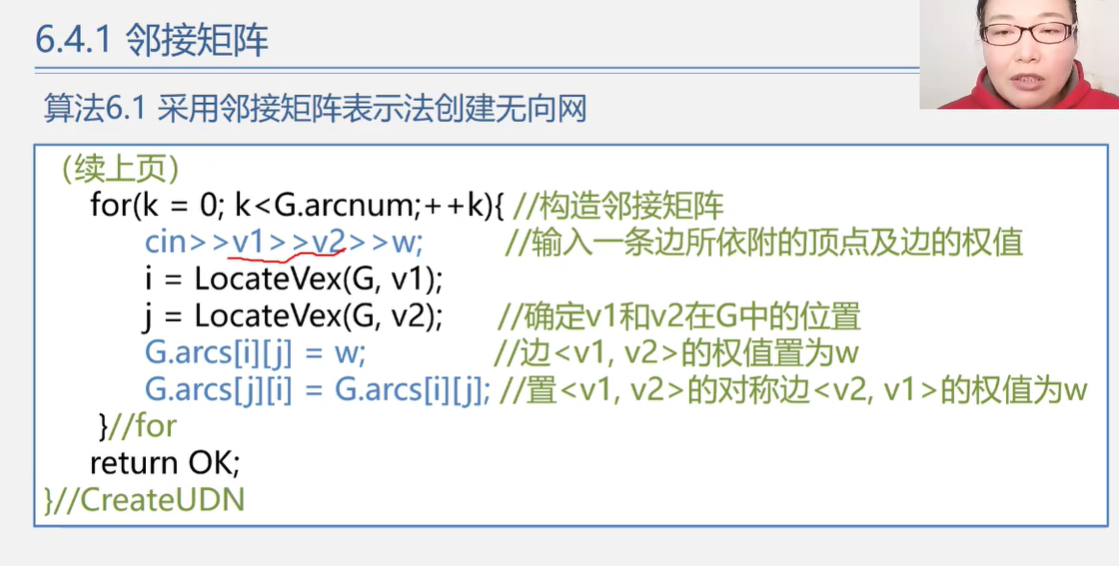 6.4.1 邻接矩阵
算法6.1 采用邻接矩阵表示法创建无向网
（续上页）
for(k = 0; k<G.arcnum;++k){ //构造邻接矩阵
cin>>v1>>v2>>w; //输入一条边所依附的顶点及边的权值
i = LocateVex(G, v1);
j = LocateVex(G, v2); //确定v1和v2在G中的位置
G.arcs[i][j] = w; //边<v1, v2>的权值置为w
G.arcs[j][i] = G.arcs[i][j]; //置<v1, v2>的对称边<v2, v1>的权值为w
}//for
return OK;
}//CreateUDN